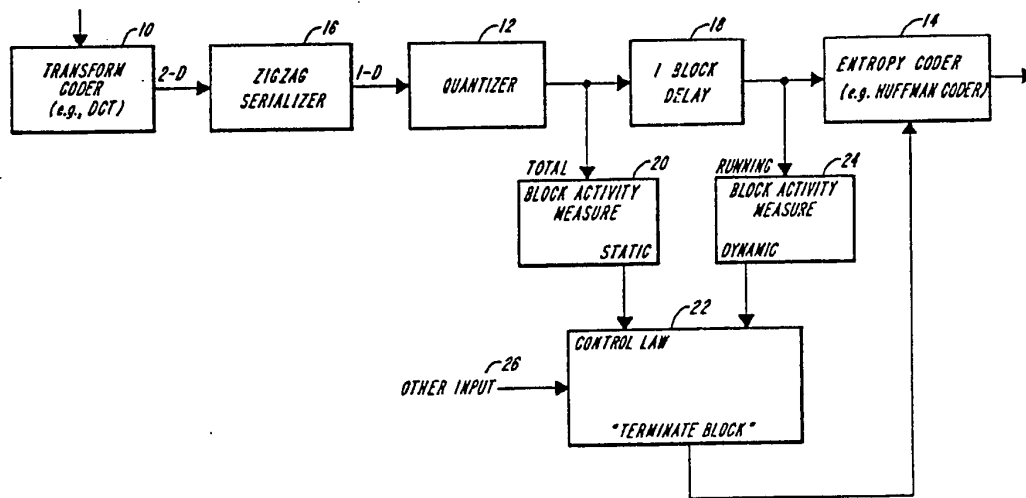 10
TRANSFORM
CODER
(e.g., DCT)
2-D
16
ZIGZAG
SERIALIZER
1-D
12
QUANTIZER
18
1 BLOCK
DELAY
14
ENTROPY CODER
(e.g. HUFFMAN CODER)
TOTAL
20
BLOCK ACTIVITY
MEASURE
STATIC
RUNNING
24
BLOCK ACTIVITY
MEASURE
DYNAMIC
22
CONTROL LAW
26
OTHER INPUT
"TERMINATE BLOCK"